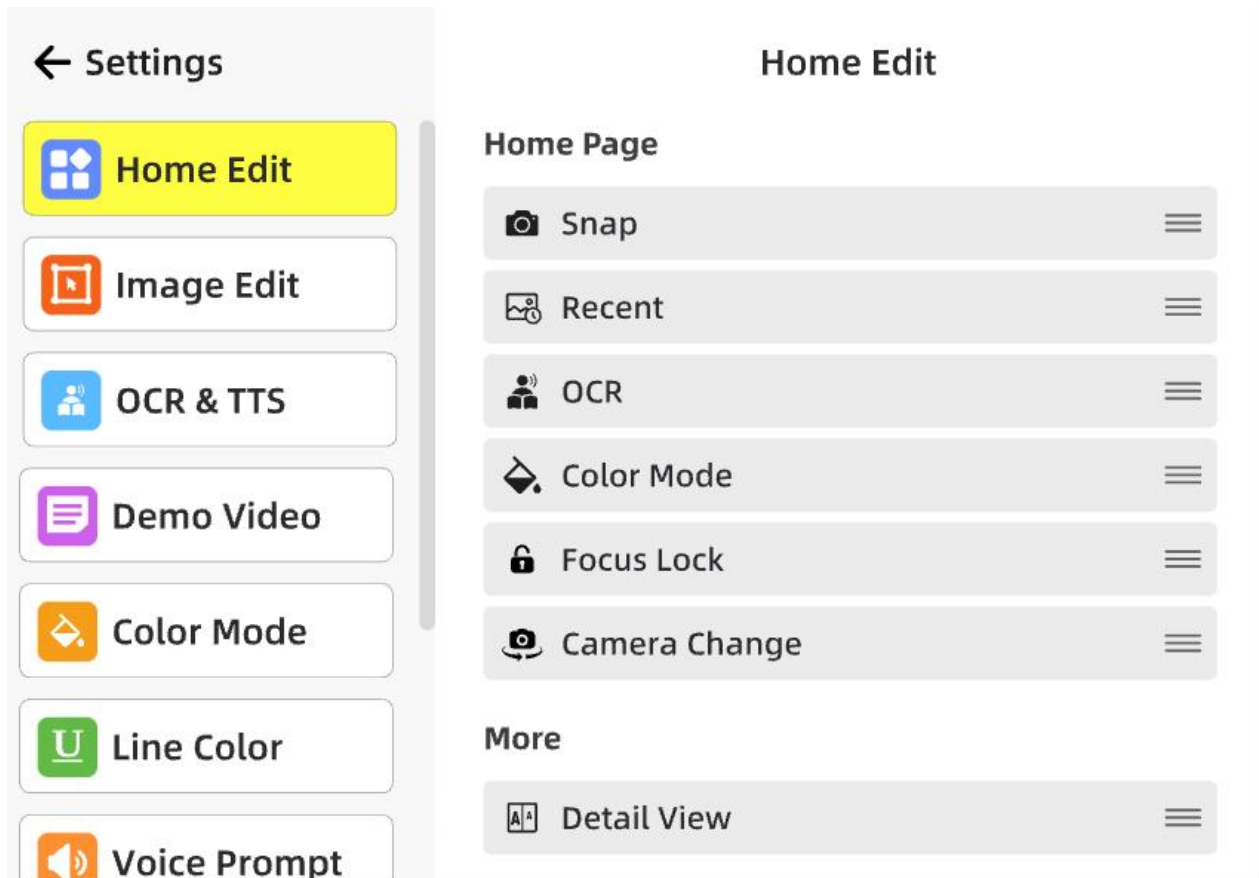 Settings
Home Edit
Image Edit
OCR & TTS
Demo Video
Color Mode
Line Color
Voice Prompt
Home Edit
Home Page
Snap
Recent
OCR
Color Mode
Focus Lock
Camera Change
More
Detail View